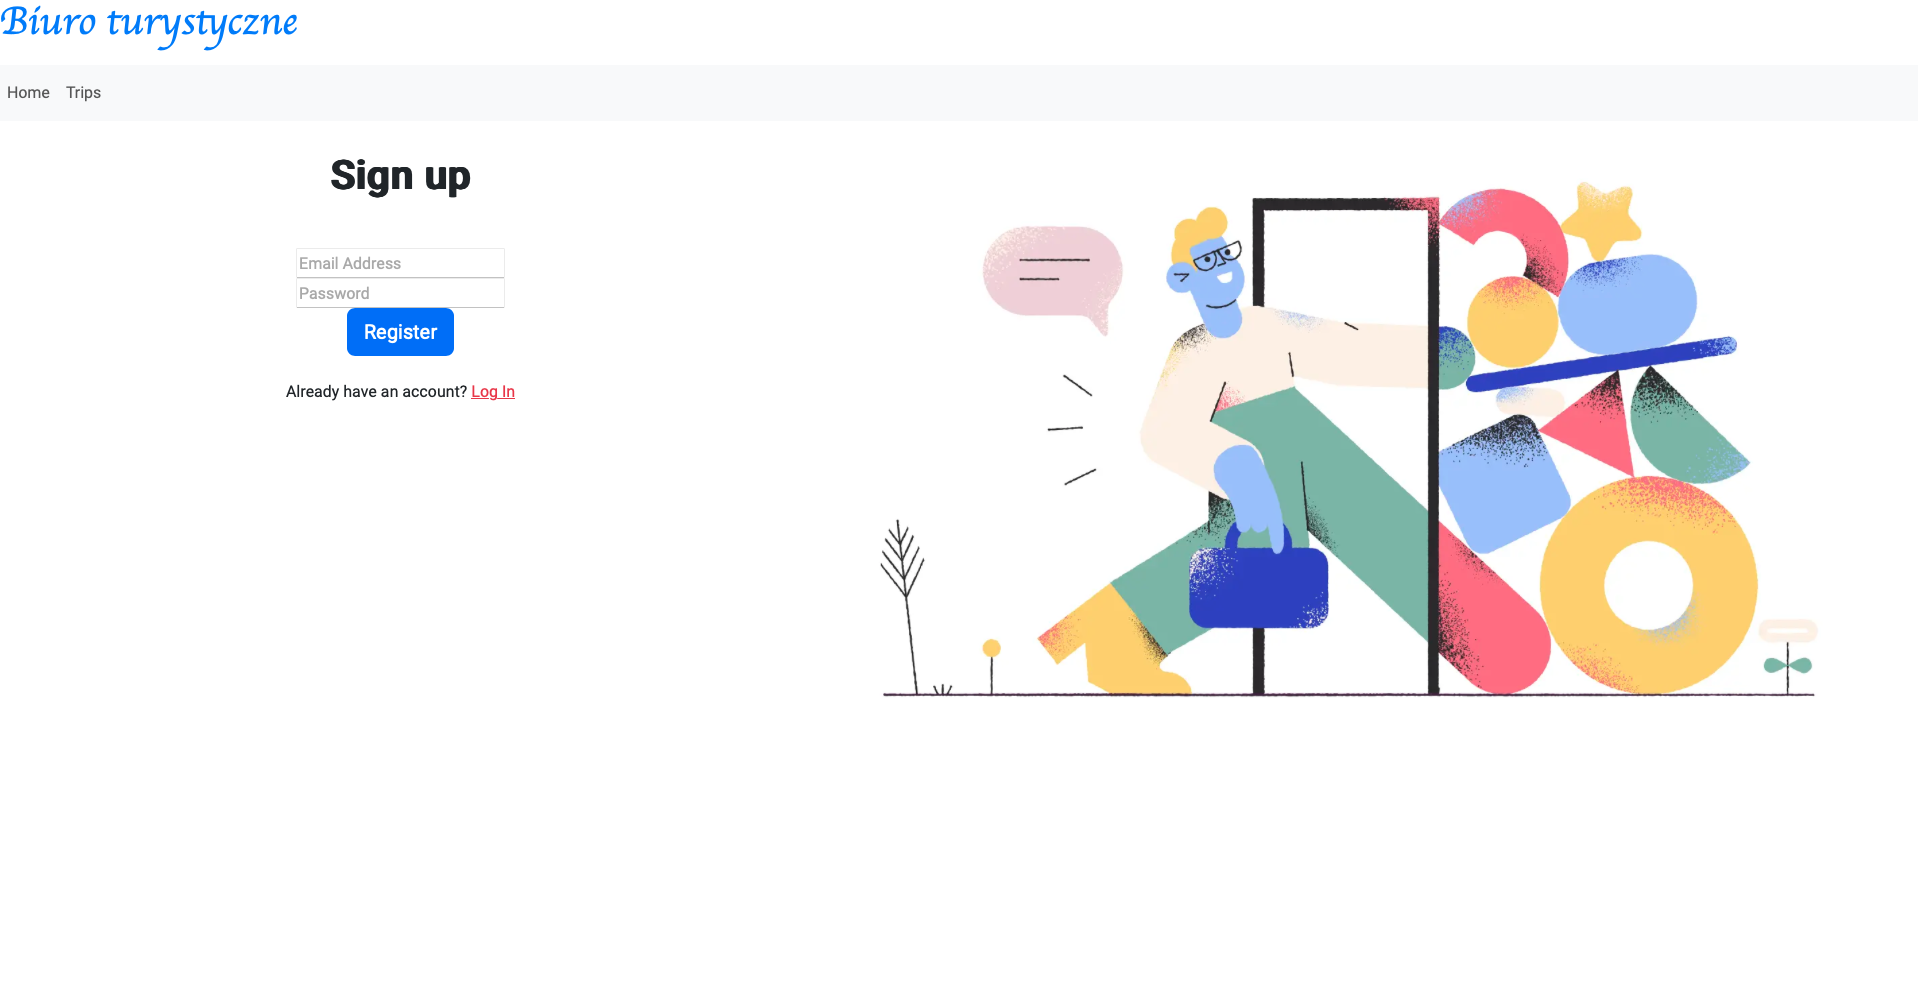 Biuro turystyczne
Home Trips
Sign up
Email Address
Password
Register
Already have an account? Log In